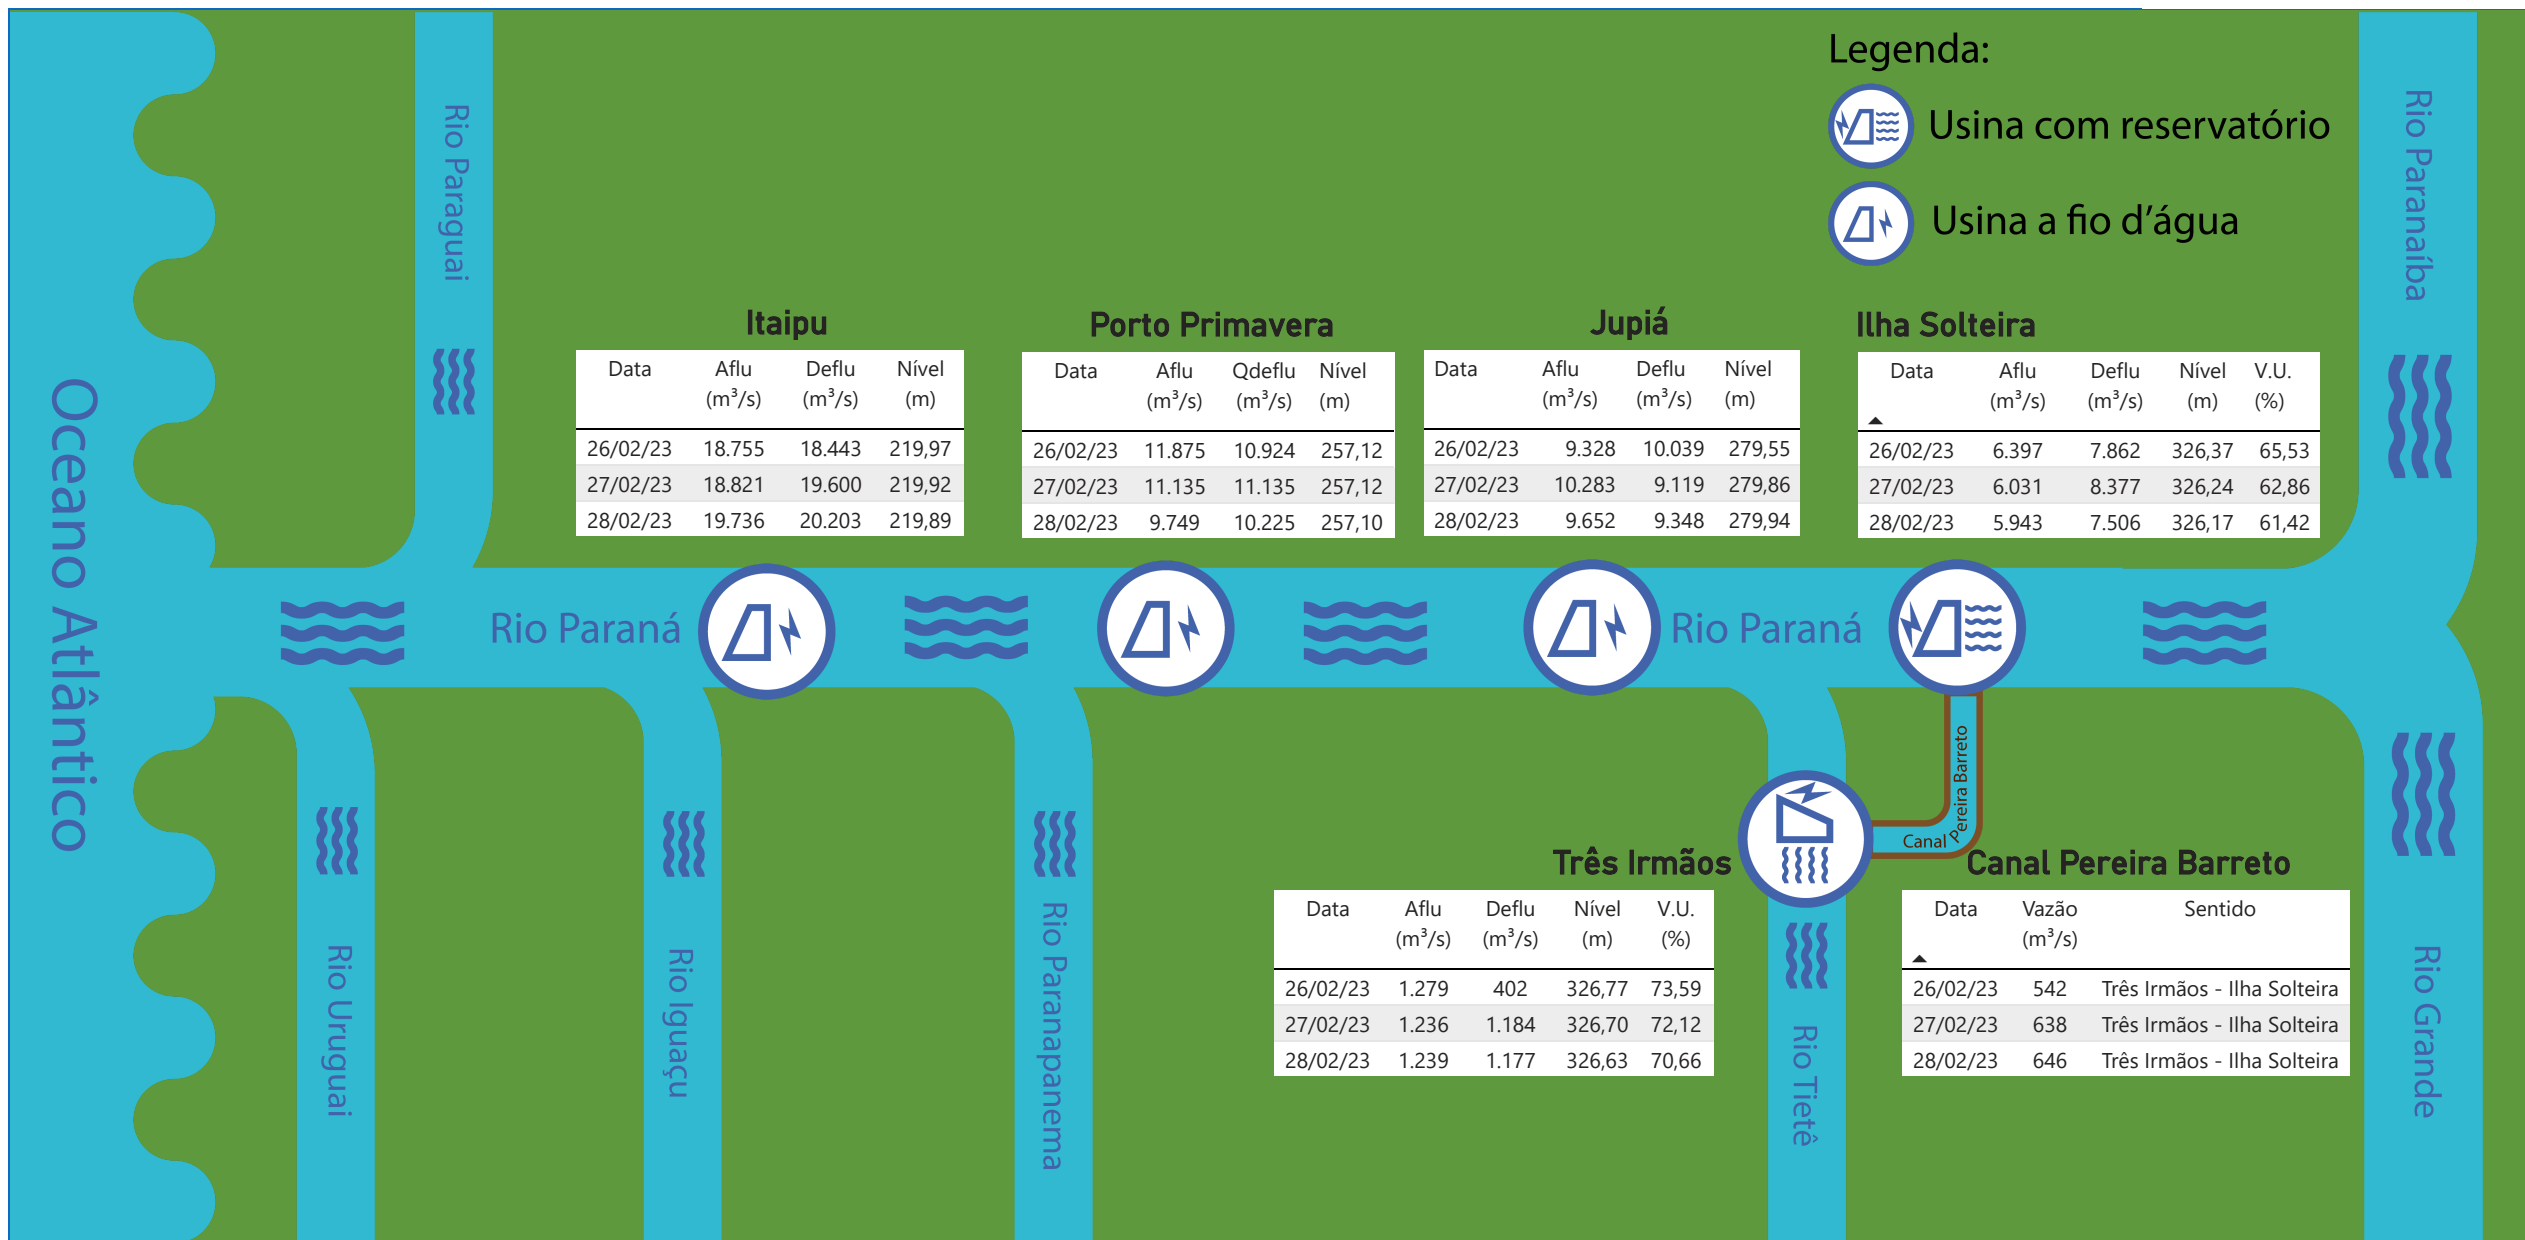 Legenda:
Usina com reservatório
Usina a fio d'água
Oceano Atlântico
Rio Paraguai
Rio Paranaíba
Itaipu
Data Aflu (m³/s) Deflu (m³/s) Nível (m)
26/02/23 18.755 18.443 219,97
27/02/23 18.821 19.600 219,92
28/02/23 19.736 20.203 219,89
Porto Primavera
Data Aflu (m³/s) Qdeflu (m³/s) Nível (m)
26/02/23 11.875 10.924 257,12
27/02/23 11.135 11.135 257,12
28/02/23 9.749 10.225 257,10
Jupiá
Data Aflu (m³/s) Deflu (m³/s) Nível (m)
26/02/23 9.328 10.039 279,55
27/02/23 10.283 9.119 279,86
28/02/23 9.652 9.348 279,94
Ilha Solteira
Data Aflu (m³/s) Deflu (m³/s) Nível (m) V.U. (%)
26/02/23 6.397 7.862 326,37 65,53
27/02/23 6.031 8.377 326,24 62,86
28/02/23 5.943 7.506 326,17 61,42
Rio Paraná
Rio Paraná
Canal Pereira Barreto
Três Irmãos
Data Aflu (m³/s) Deflu (m³/s) Nível (m) V.U. (%)
26/02/23 1.279 402 326,77 73,59
27/02/23 1.236 1.184 326,70 72,12
28/02/23 1.239 1.177 326,63 70,66
Canal Pereira Barreto
Data Vazão (m³/s) Sentido
26/02/23 542 Três Irmãos - Ilha Solteira
27/02/23 638 Três Irmãos - Ilha Solteira
28/02/23 646 Três Irmãos - Ilha Solteira
Rio Uruguai
Rio Iguaçu
Rio Paranapanema
Rio Tietê
Rio Grande